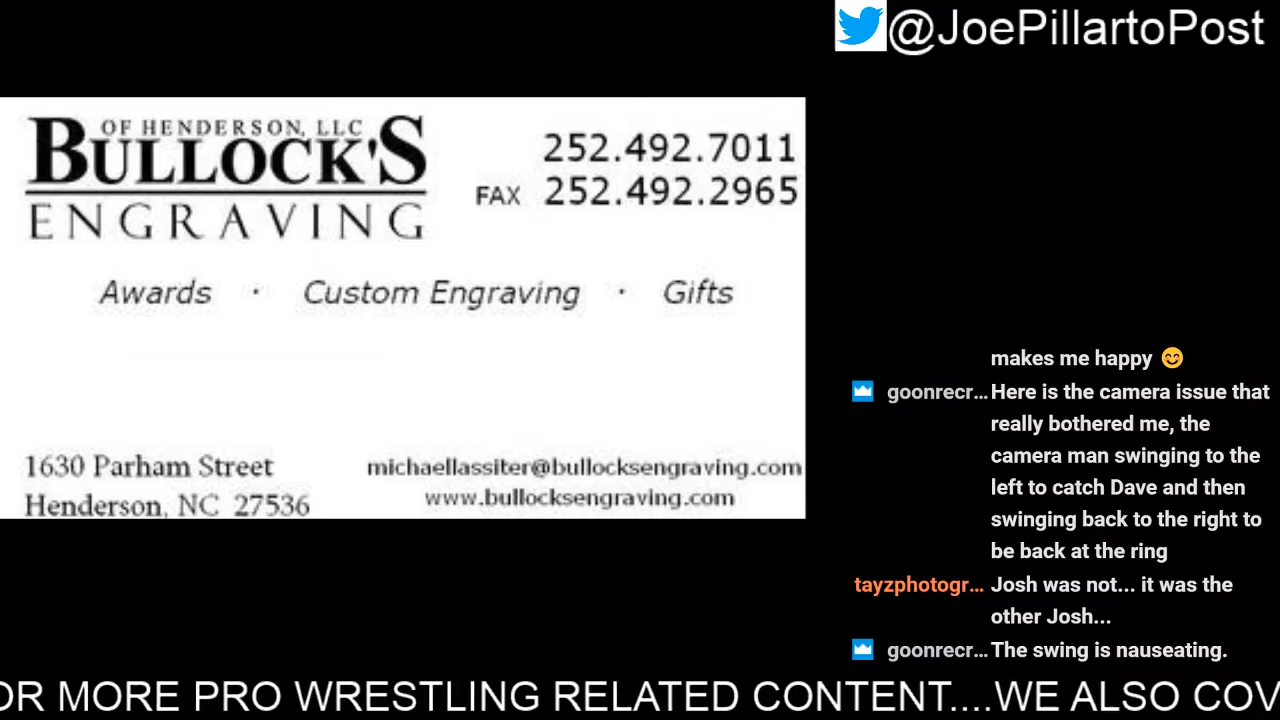 @JoePillartoPost
OF HENDERSON, LLC
BULLOCK'S
ENGRAVING
252.492.7011
FAX 252.492.2965
Awards · Custom Engraving · Gifts
1630 Parham Street
Henderson, NC 27536
michaellassiter@bullocksengraving.com
www.bullocksengraving.com
makes me happy 😊
goonrecr... Here is the camera issue that
really bothered me, the
camera man swinging to the
left to catch Dave and then
swinging back to the right to
be back at the ring
tayzphotogr... Josh was not... it was the
other Josh...
goonrecr... The swing is nauseating.
OR MORE PRO WRESTLING RELATED CONTENT....WE ALSO COV